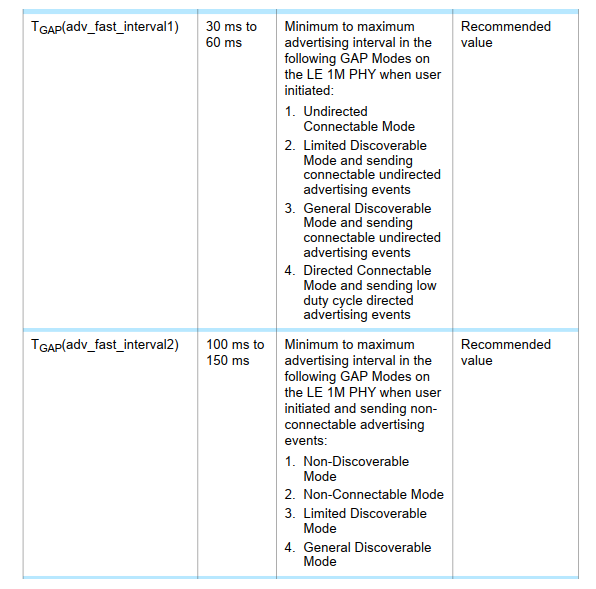 TGAP(adv_fast_interval1)
30 ms to
60 ms
Minimum to maximum
advertising interval in the
following GAP Modes on
the LE 1M PHY when user
initiated:
1. Undirected
Connectable Mode
2. Limited Discoverable
Mode and sending
connectable undirected
advertising events
3. General Discoverable
Mode and sending
connectable undirected
advertising events
4. Directed Connectable
Mode and sending low
duty cycle directed
advertising events
Recommended
value
TGAP(adv_fast_interval2)
100 ms to
150 ms
Minimum to maximum
advertising interval in the
following GAP Modes on
the LE 1M PHY when user
initiated and sending non-
connectable advertising
events:
1. Non-Discoverable
Mode
2. Non-Connectable Mode
3. Limited Discoverable
Mode
4. General Discoverable
Mode
Recommended
value